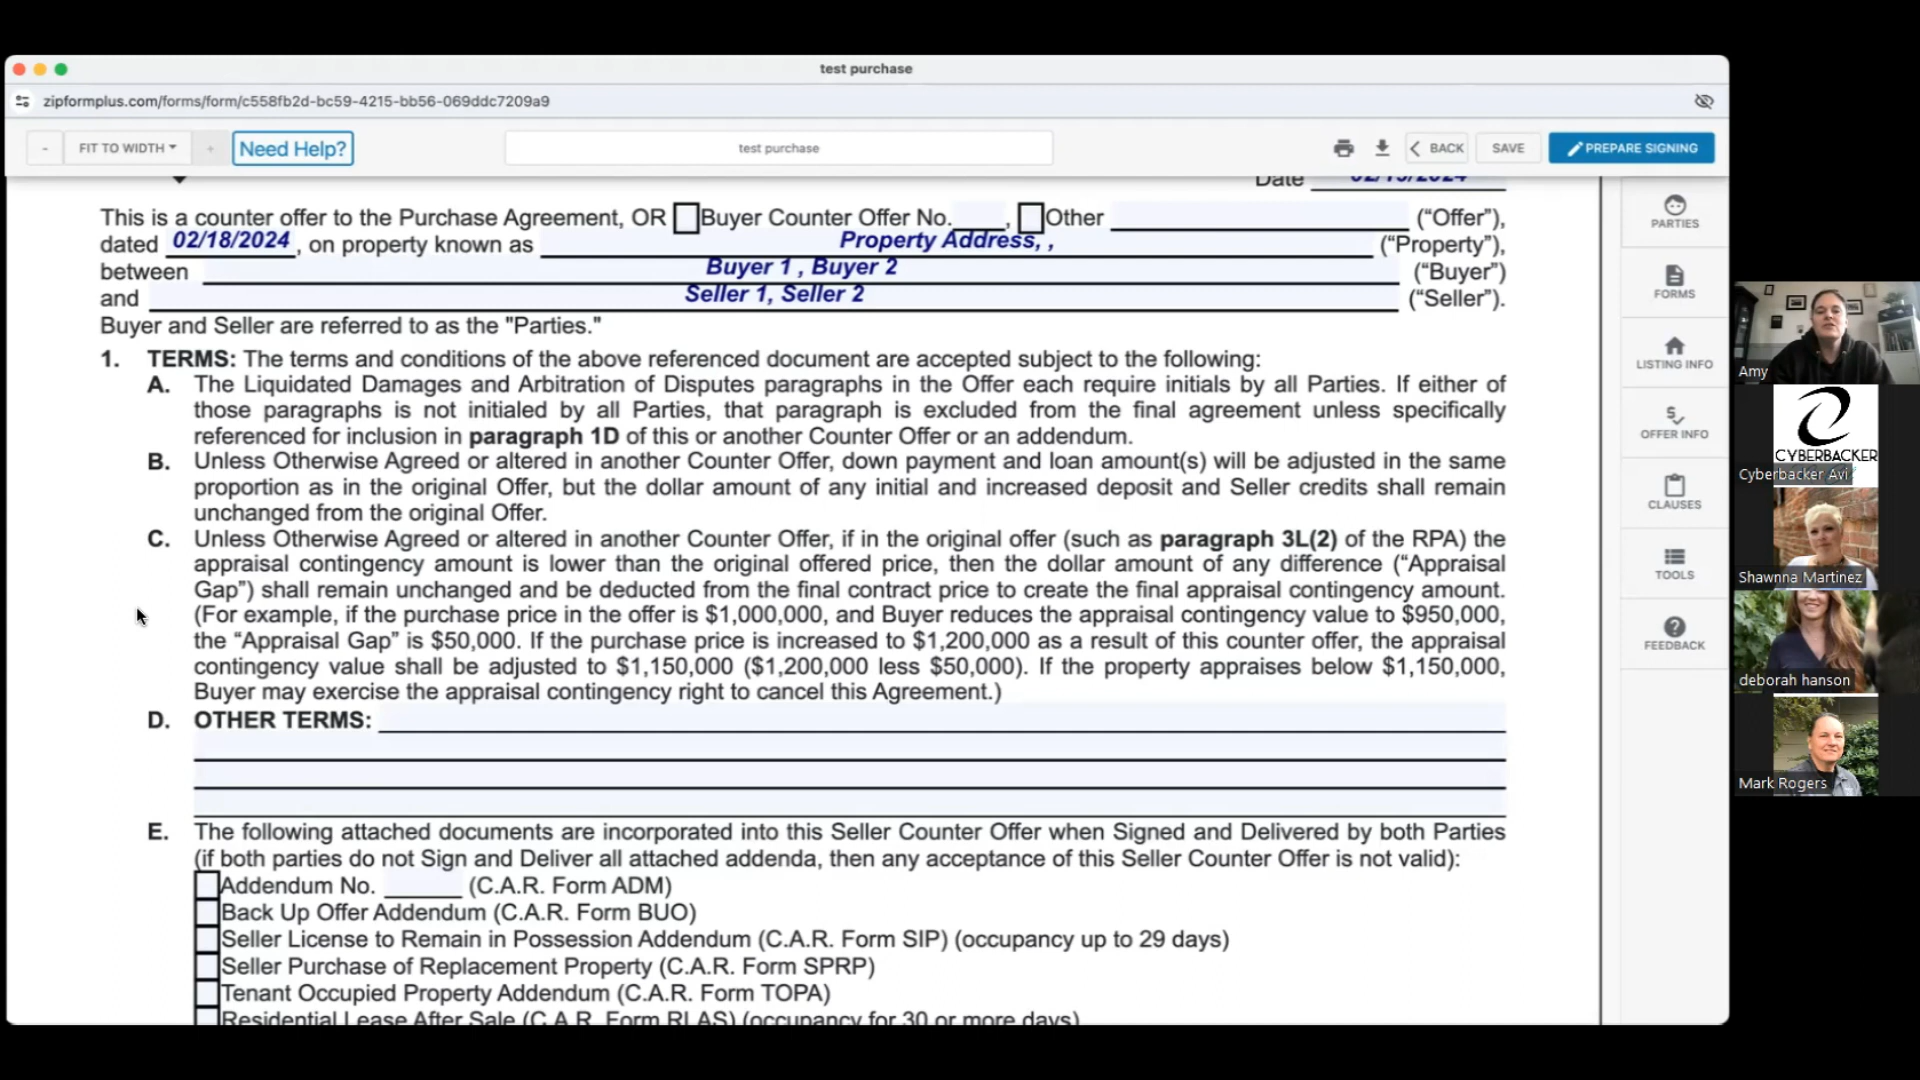 test purchase
zipformplus.com/forms/form/c558fb2d-bc59-4215-bb56-069ddc7209a9
- FIT TO WIDTH + Need Help? test purchase BACK SAVE PREPARE SIGNING
Date 02/19/2024
This is a counter offer to the Purchase Agreement, OR Buyer Counter Offer No. , Other ("Offer"),
dated 02/18/2024, on property known as Property Address, , ("Property"),
between Buyer 1 , Buyer 2 ("Buyer")
and Seller 1, Seller 2 ("Seller").
Buyer and Seller are referred to as the "Parties."
1. TERMS: The terms and conditions of the above referenced document are accepted subject to the following:
A. The Liquidated Damages and Arbitration of Disputes paragraphs in the Offer each require initials by all Parties. If either of
those paragraphs is not initialed by all Parties, that paragraph is excluded from the final agreement unless specifically
referenced for inclusion in paragraph 1D of this or another Counter Offer or an addendum.
B. Unless Otherwise Agreed or altered in another Counter Offer, down payment and loan amount(s) will be adjusted in the same
proportion as in the original Offer, but the dollar amount of any initial and increased deposit and Seller credits shall remain
unchanged from the original Offer.
C. Unless Otherwise Agreed or altered in another Counter Offer, if in the original offer (such as paragraph 3L(2) of the RPA) the
appraisal contingency amount is lower than the original offered price, then the dollar amount of any difference ("Appraisal
Gap") shall remain unchanged and be deducted from the final contract price to create the final appraisal contingency amount.
(For example, if the purchase price in the offer is $1,000,000, and Buyer reduces the appraisal contingency value to $950,000,
the "Appraisal Gap" is $50,000. If the purchase price is increased to $1,200,000 as a result of this counter offer, the appraisal
contingency value shall be adjusted to $1,150,000 ($1,200,000 less $50,000). If the property appraises below $1,150,000,
Buyer may exercise the appraisal contingency right to cancel this Agreement.)
D. OTHER TERMS:
E. The following attached documents are incorporated into this Seller Counter Offer when Signed and Delivered by both Parties
(if both parties do not Sign and Deliver all attached addenda, then any acceptance of this Seller Counter Offer is not valid):
Addendum No. (C.A.R. Form ADM)
Back Up Offer Addendum (C.A.R. Form BUO)
Seller License to Remain in Possession Addendum (C.A.R. Form SIP) (occupancy up to 29 days)
Seller Purchase of Replacement Property (C.A.R. Form SPRP)
Tenant Occupied Property Addendum (C.A.R. Form TOPA)
Residential Lease After Sale (C.A.R. Form RLAS) (occupancy for 30 or more days)
PARTIES
FORMS
LISTING INFO
OFFER INFO
CLAUSES
TOOLS
FEEDBACK
Amy
CYBERBACKER
Cyberbacker Avi
Shawnna Martinez
deborah hanson
Mark Rogers